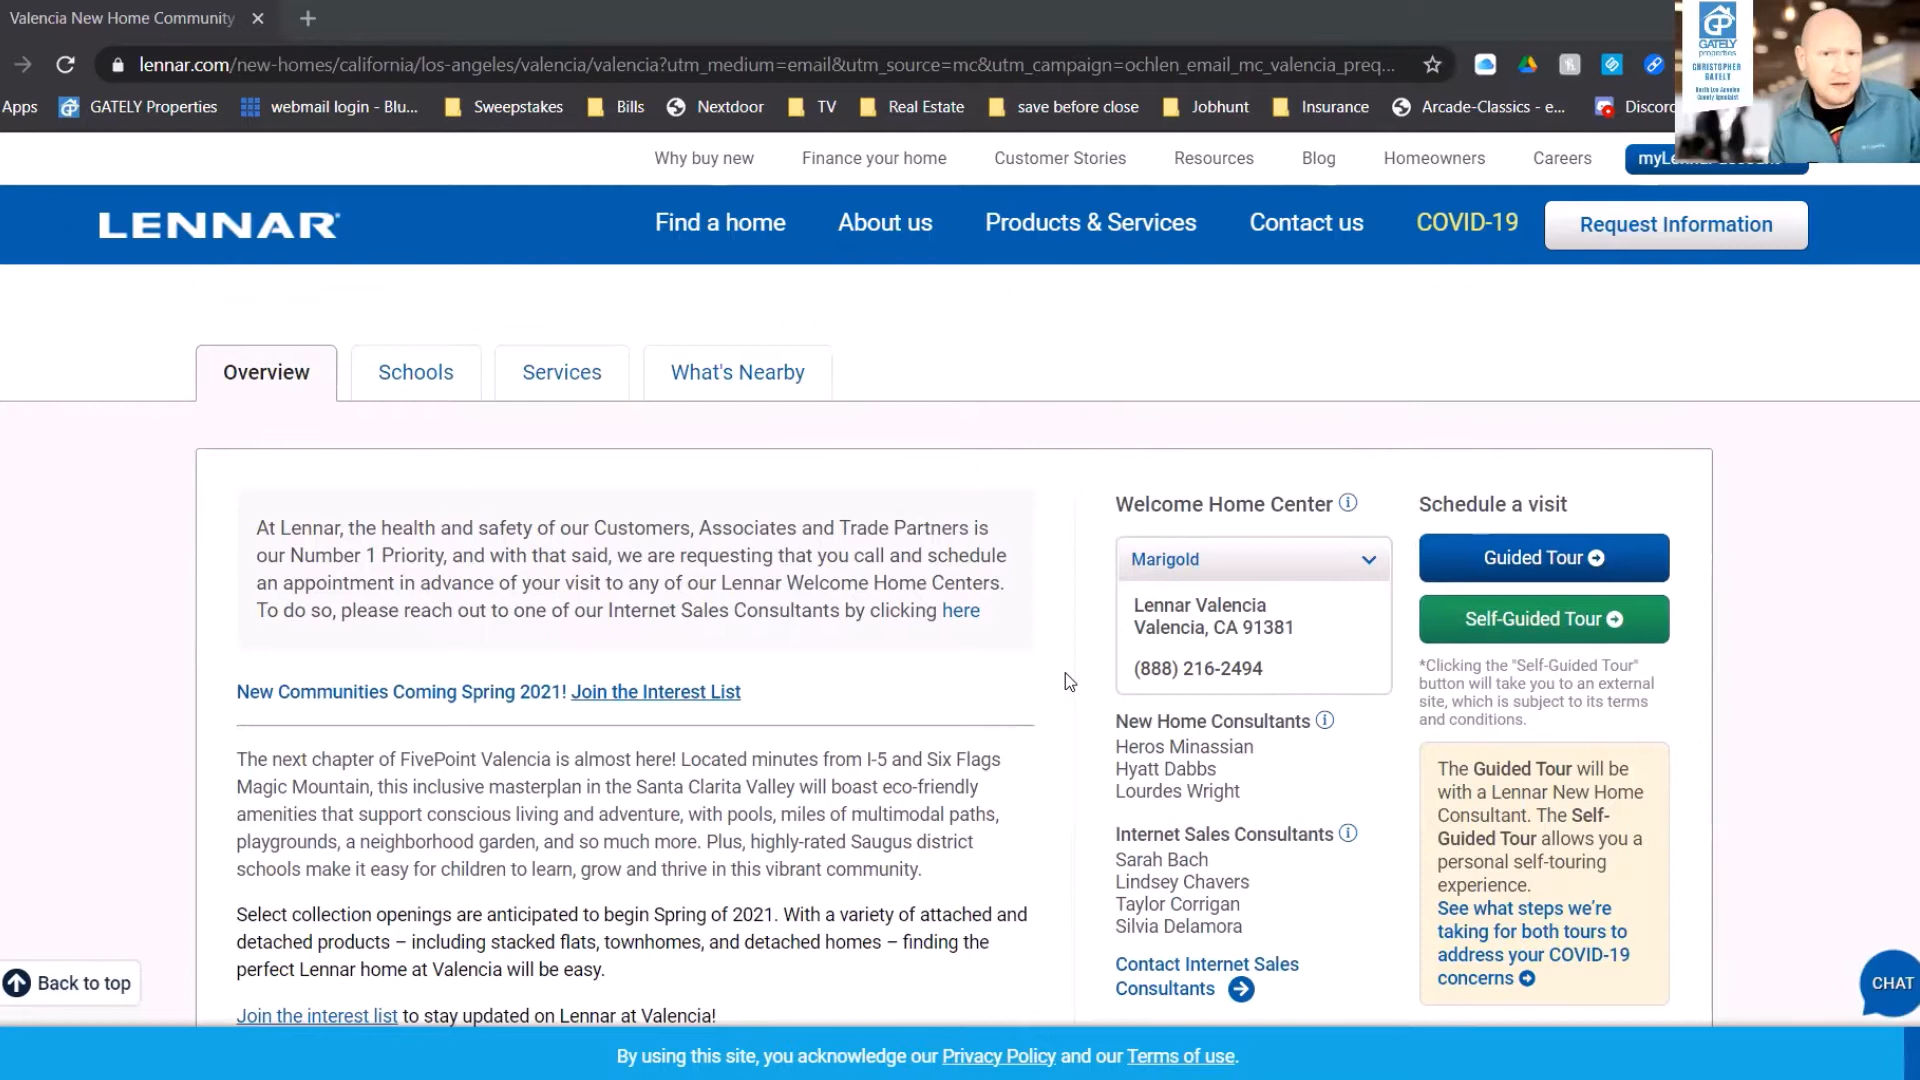 Valencia New Home Community
lennar.com/new-homes/california/los-angeles/valencia/valencia?utm_medium=email&utm_source=mc&utm_campaign=ochlen_email_mc_valencia_preq...
Apps
GATELY Properties
webmail login - Blu...
Sweepstakes
Bills
Nextdoor
TV
Real Estate
save before close
Jobhunt
Insurance
Arcade-Classics - e...
Discord
GP
GATELY
properties
CHRISTOPHER
GATELY
Why buy new
Finance your home
Customer Stories
Resources
Blog
Homeowners
Careers
LENNAR
Find a home
About us
Products & Services
Contact us
COVID-19
Request Information
Overview
Schools
Services
What's Nearby
At Lennar, the health and safety of our Customers, Associates and Trade Partners is
our Number 1 Priority, and with that said, we are requesting that you call and schedule
an appointment in advance of your visit to any of our Lennar Welcome Home Centers.
To do so, please reach out to one of our Internet Sales Consultants by clicking here
New Communities Coming Spring 2021! Join the Interest List
The next chapter of FivePoint Valencia is almost here! Located minutes from I-5 and Six Flags
Magic Mountain, this inclusive masterplan in the Santa Clarita Valley will boast eco-friendly
amenities that support conscious living and adventure, with pools, miles of multimodal paths,
playgrounds, a neighborhood garden, and so much more. Plus, highly-rated Saugus district
schools make it easy for children to learn, grow and thrive in this vibrant community.
Select collection openings are anticipated to begin Spring of 2021. With a variety of attached and
detached products – including stacked flats, townhomes, and detached homes – finding the
perfect Lennar home at Valencia will be easy.
Join the interest list to stay updated on Lennar at Valencia!
Welcome Home Center
Marigold
Lennar Valencia
Valencia, CA 91381
(888) 216-2494
New Home Consultants
Heros Minassian
Hyatt Dabbs
Lourdes Wright
Internet Sales Consultants
Sarah Bach
Lindsey Chavers
Taylor Corrigan
Silvia Delamora
Contact Internet Sales
Consultants
Schedule a visit
Guided Tour
Self-Guided Tour
*Clicking the "Self-Guided Tour"
button will take you to an external
site, which is subject to its terms
and conditions.
The Guided Tour will be
with a Lennar New Home
Consultant. The Self-
Guided Tour allows you a
personal self-touring
experience.
See what steps we're
taking for both tours to
address your COVID-19
concerns
Back to top
CHAT
By using this site, you acknowledge our Privacy Policy and our Terms of use.